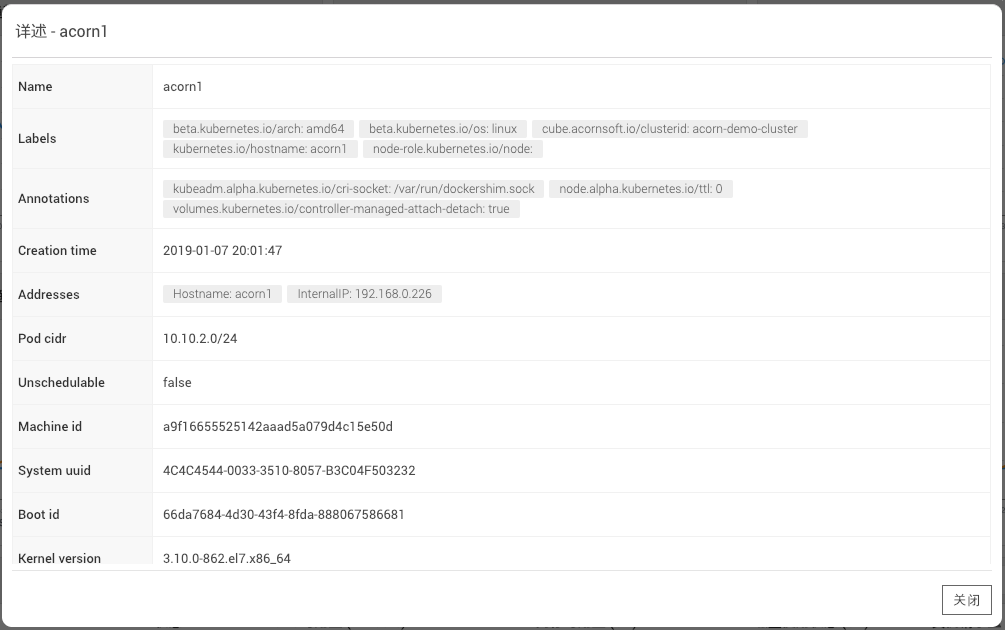 详述 - acorn1
Name acorn1
Labels
beta.kubernetes.io/arch: amd64 beta.kubernetes.io/os: linux cube.acornsoft.io/clusterid: acorn-demo-cluster
kubernetes.io/hostname: acorn1 node-role.kubernetes.io/node:
Annotations
kubeadm.alpha.kubernetes.io/cri-socket: /var/run/dockershim.sock node.alpha.kubernetes.io/ttl: 0
volumes.kubernetes.io/controller-managed-attach-detach: true
Creation time 2019-01-07 20:01:47
Addresses Hostname: acorn1 InternalIP: 192.168.0.226
Pod cidr 10.10.2.0/24
Unschedulable false
Machine id a9f16655525142aaad5a079d4c15e50d
System uuid 4C4C4544-0033-3510-8057-B3C04F503232
Boot id 66da7684-4d30-43f4-8fda-888067586681
Kernel version 3.10.0-862.el7.x86_64
关闭